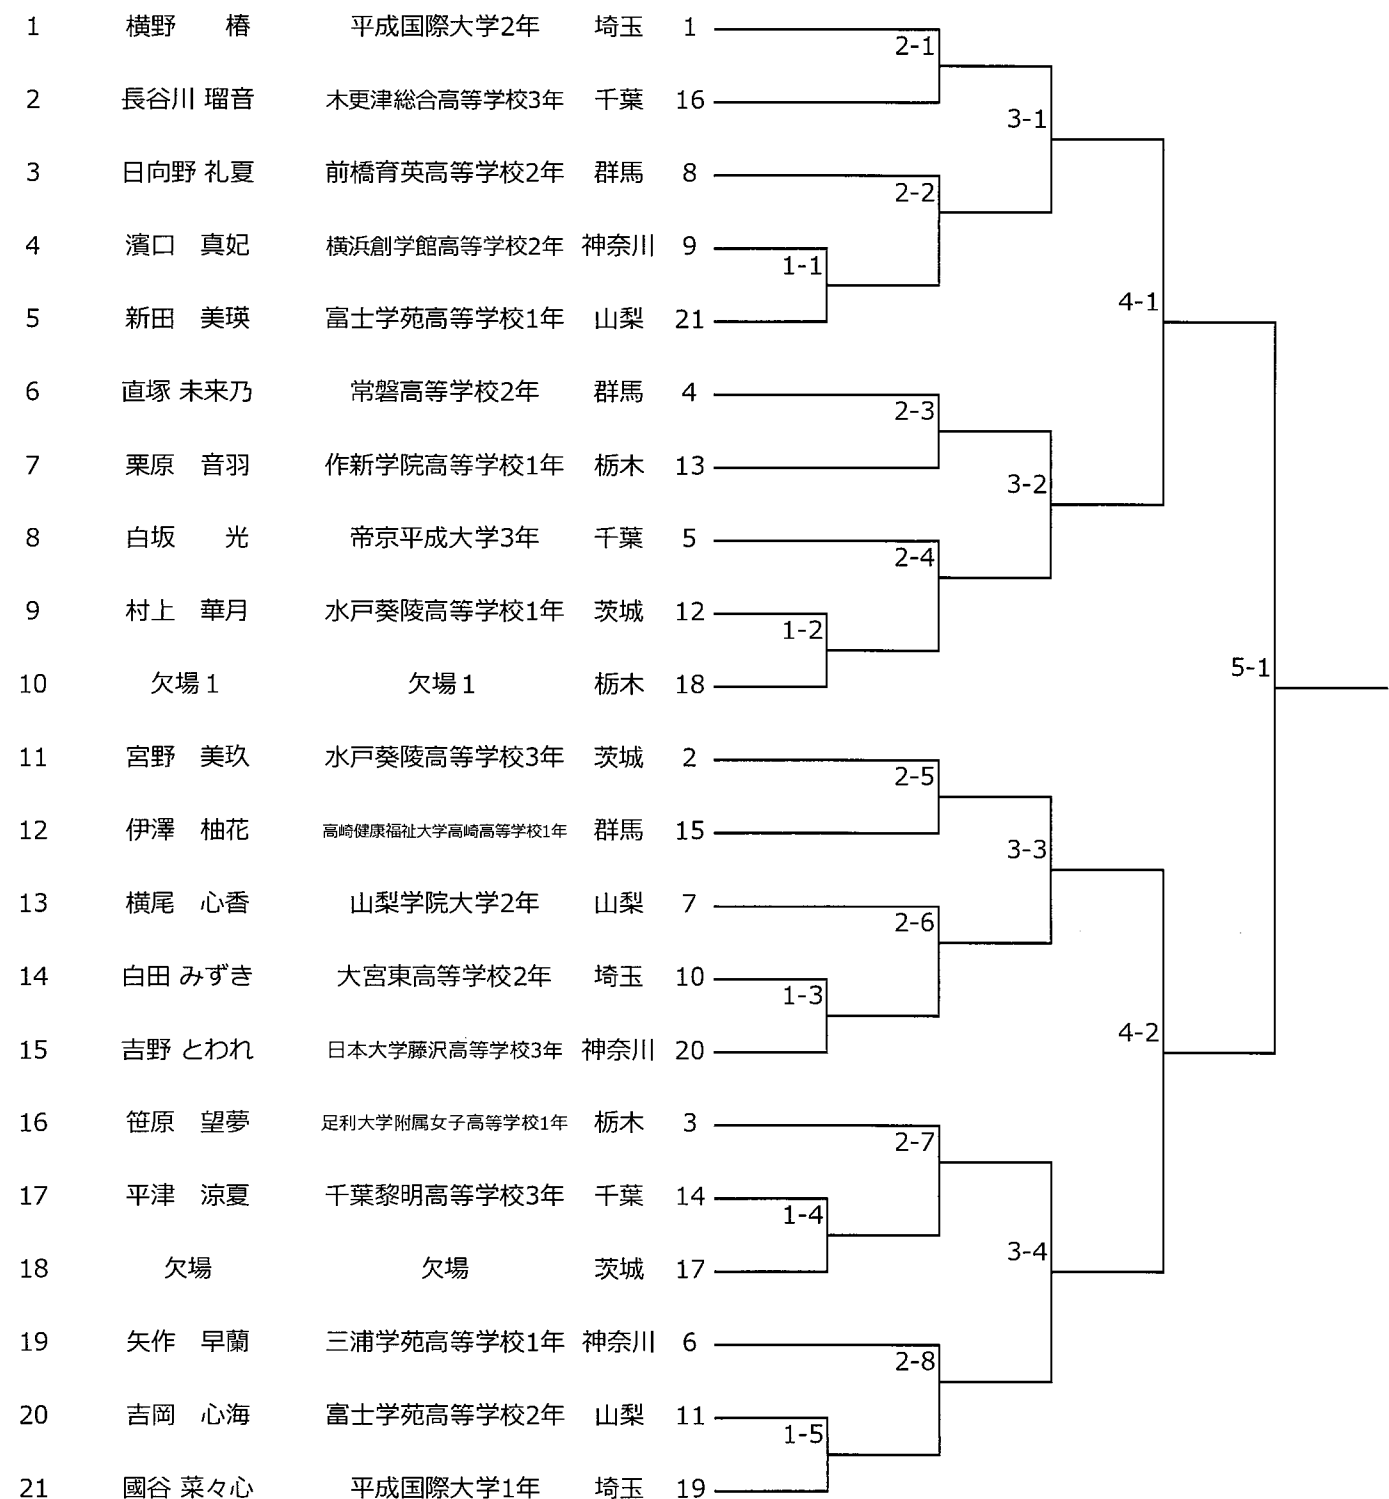 1 横野 椿 平成国際大学2年 埼玉 1
2-1
2 長谷川 瑠音 木更津総合高等学校3年 千葉 16
3-1
3 日向野 礼夏 前橋育英高等学校2年 群馬 8
2-2
4 濱口 真妃 横浜創学館高等学校2年 神奈川 9
1-1
4-1
5 新田 美瑛 富士学苑高等学校1年 山梨 21
6 直塚 未来乃 常磐高等学校2年 群馬 4
2-3
7 栗原 音羽 作新学院高等学校1年 栃木 13
3-2
8 白坂 光 帝京平成大学3年 千葉 5
2-4
9 村上 華月 水戸葵陵高等学校1年 茨城 12
1-2
5-1
10 欠場1 欠場1 栃木 18
11 宮野 美玖 水戸葵陵高等学校3年 茨城 2
2-5
12 伊澤 柚花 高崎健康福祉大学高崎高等学校1年 群馬 15
3-3
13 横尾 心香 山梨学院大学2年 山梨 7
2-6
14 白田 みずき 大宮東高等学校2年 埼玉 10
1-3
4-2
15 吉野 とわれ 日本大学藤沢高等学校3年 神奈川 20
16 笹原 望夢 足利大学附属女子高等学校1年 栃木 3
2-7
17 平津 涼夏 千葉黎明高等学校3年 千葉 14
1-4
3-4
18 欠場 欠場 茨城 17
19 矢作 早蘭 三浦学苑高等学校1年 神奈川 6
2-8
20 吉岡 心海 富士学苑高等学校2年 山梨 11
1-5
21 國谷 菜々心 平成国際大学1年 埼玉 19